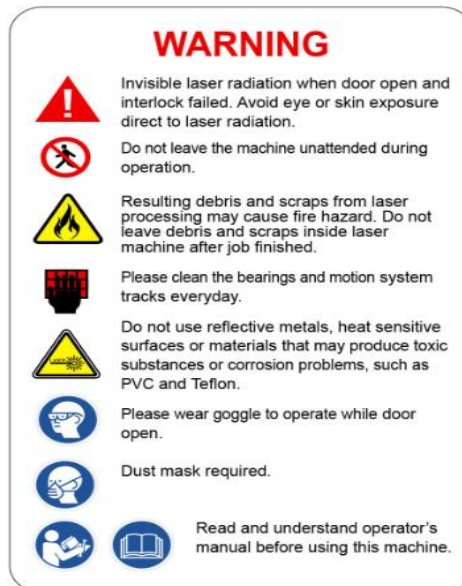 WARNING
Invisible laser radiation when door open and
interlock failed. Avoid eye or skin exposure
direct to laser radiation.
Do not leave the machine unattended during
operation.
Resulting debris and scraps from laser
processing may cause fire hazard. Do not
leave debris and scraps inside laser
machine after job finished.
Please clean the bearings and motion system
tracks everyday.
Do not use reflective metals, heat sensitive
surfaces or materials that may produce toxic
substances or corrosion problems, such as
PVC and Teflon.
Please wear goggle to operate while door
open.
Dust mask required.
Read and understand operator's
manual before using this machine.